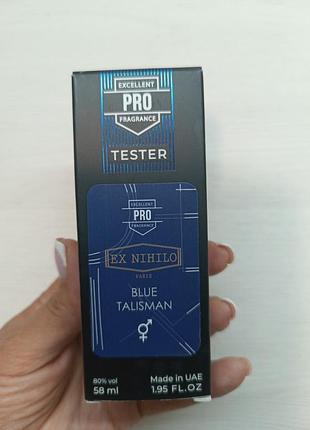 EXCELLENT
PRO
FRAGRANCE
TESTER
EXCELLENT
PRO
FRAGRANCE
EX NIHILO
PARIS
BLUE
TALISMAN
80% vol Made in UAE
58 ml 1.95 FL.OZ